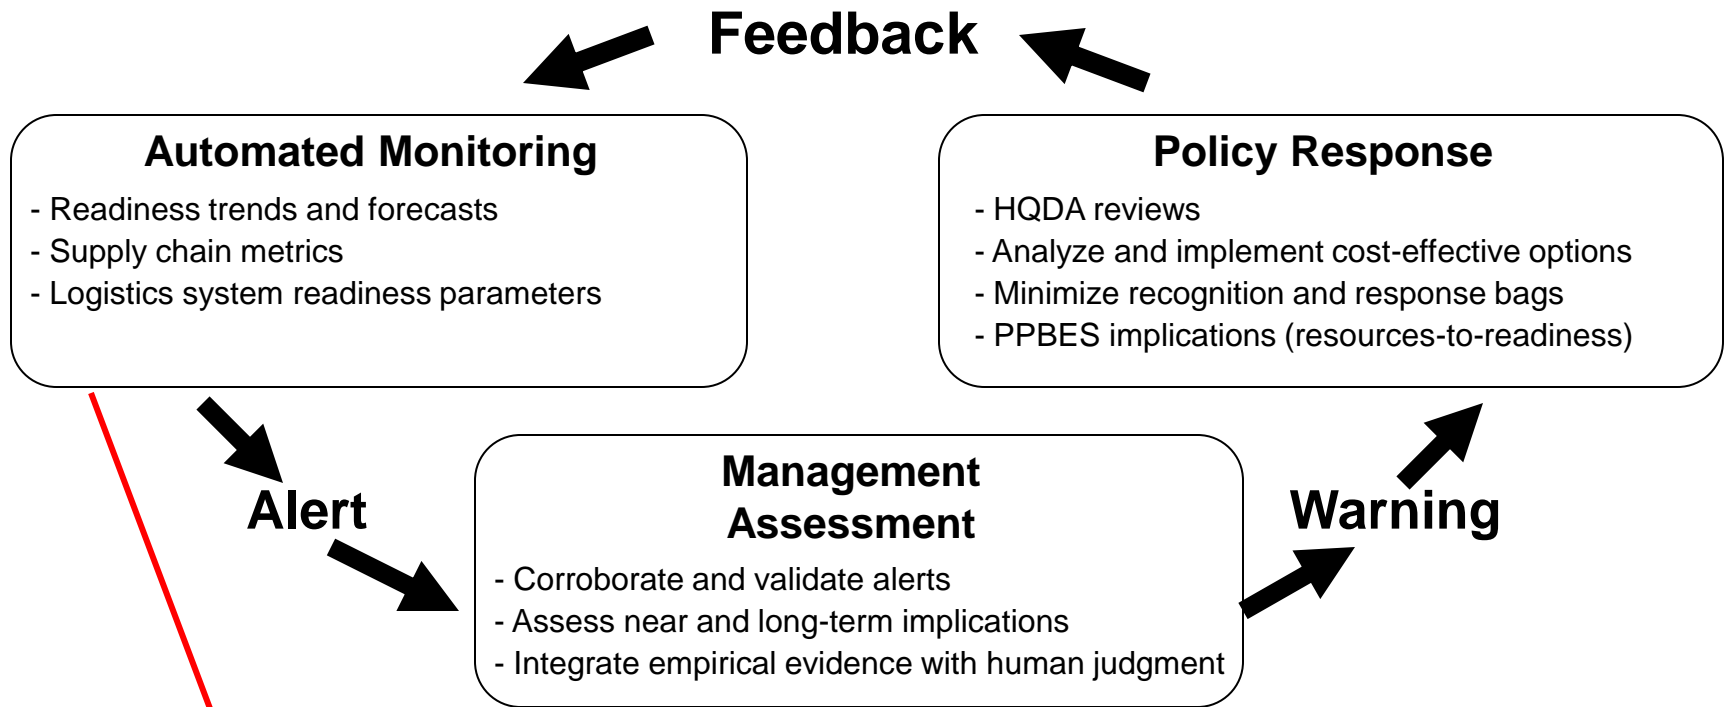 Feedback
Automated Monitoring
- Readiness trends and forecasts
- Supply chain metrics
- Logistics system readiness parameters
Policy Response
- HQDA reviews
- Analyze and implement cost-effective options
- Minimize recognition and response bags
- PPBES implications (resources-to-readiness)
Alert
Management
Assessment
- Corroborate and validate alerts
- Assess near and long-term implications
- Integrate empirical evidence with human judgment
Warning